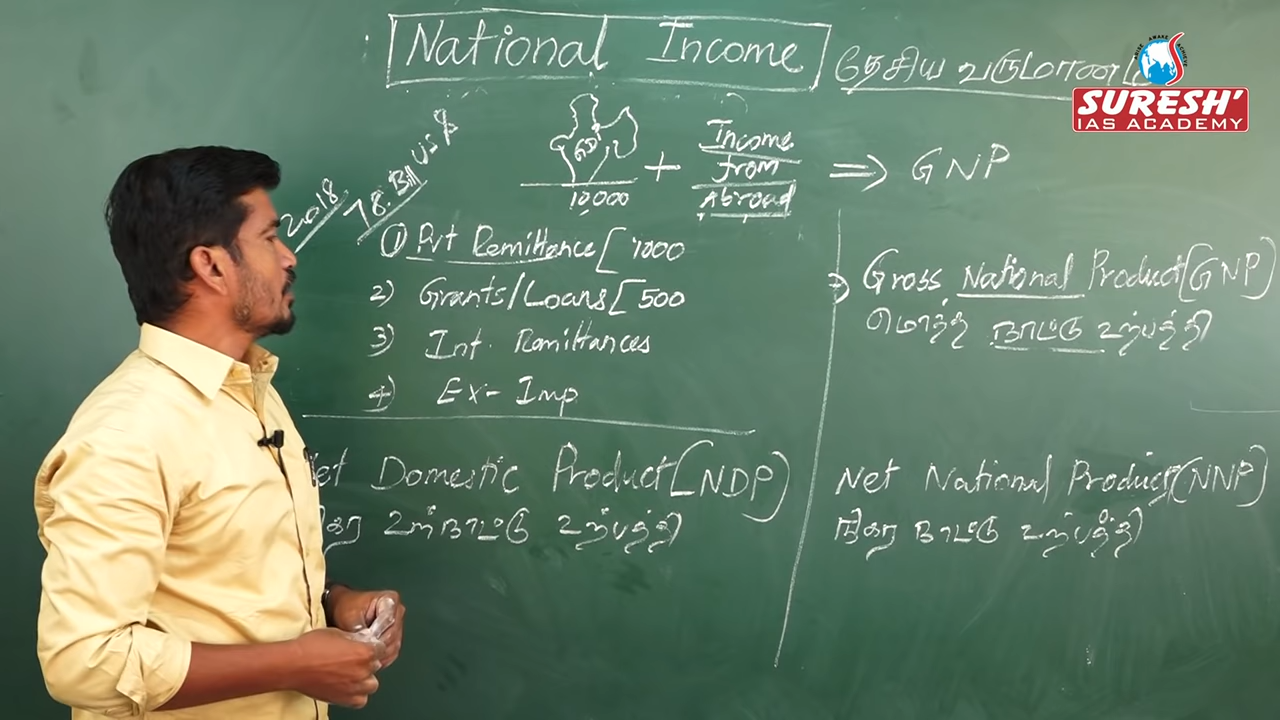 National Income
தேசிய வருமானம்
SURESH'
IAS ACADEMY
2018
78. Bill US $
GDP
10,000
+
Income
from
Abroad
=> GNP
① Pvt Remittance [ 1000
2) Grants/Loans [ 500
3) Int. Remittances
4) Ex- Imp
Gross National Product (GNP)
மொத்த நாட்டு உற்பத்தி
Net Domestic Product (NDP)
நிகர உள்நாட்டு உற்பத்தி
Net National Product (NNP)
நிகர நாட்டு உற்பத்தி